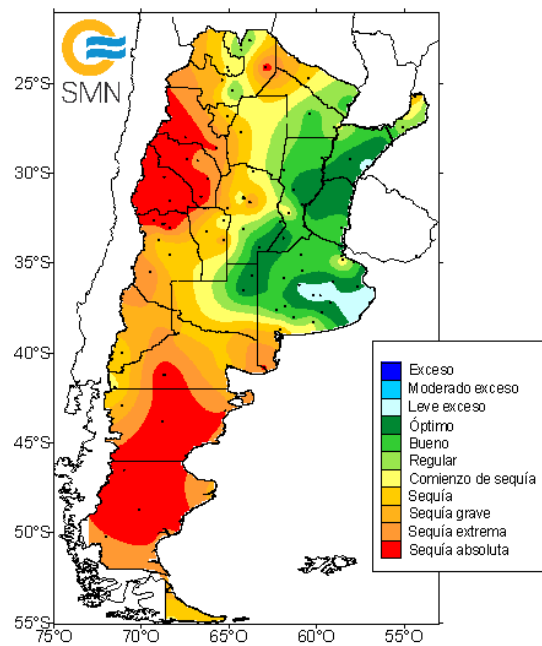 SMN
25°S
30°S
35°S
40°S
45°S
50°S
55°S
75°O 70°O 65°O 60°O 55°O
Exceso
Moderado exceso
Leve exceso
Óptimo
Bueno
Regular
Comienzo de sequía
Sequía
Sequía grave
Sequía extrema
Sequía absoluta